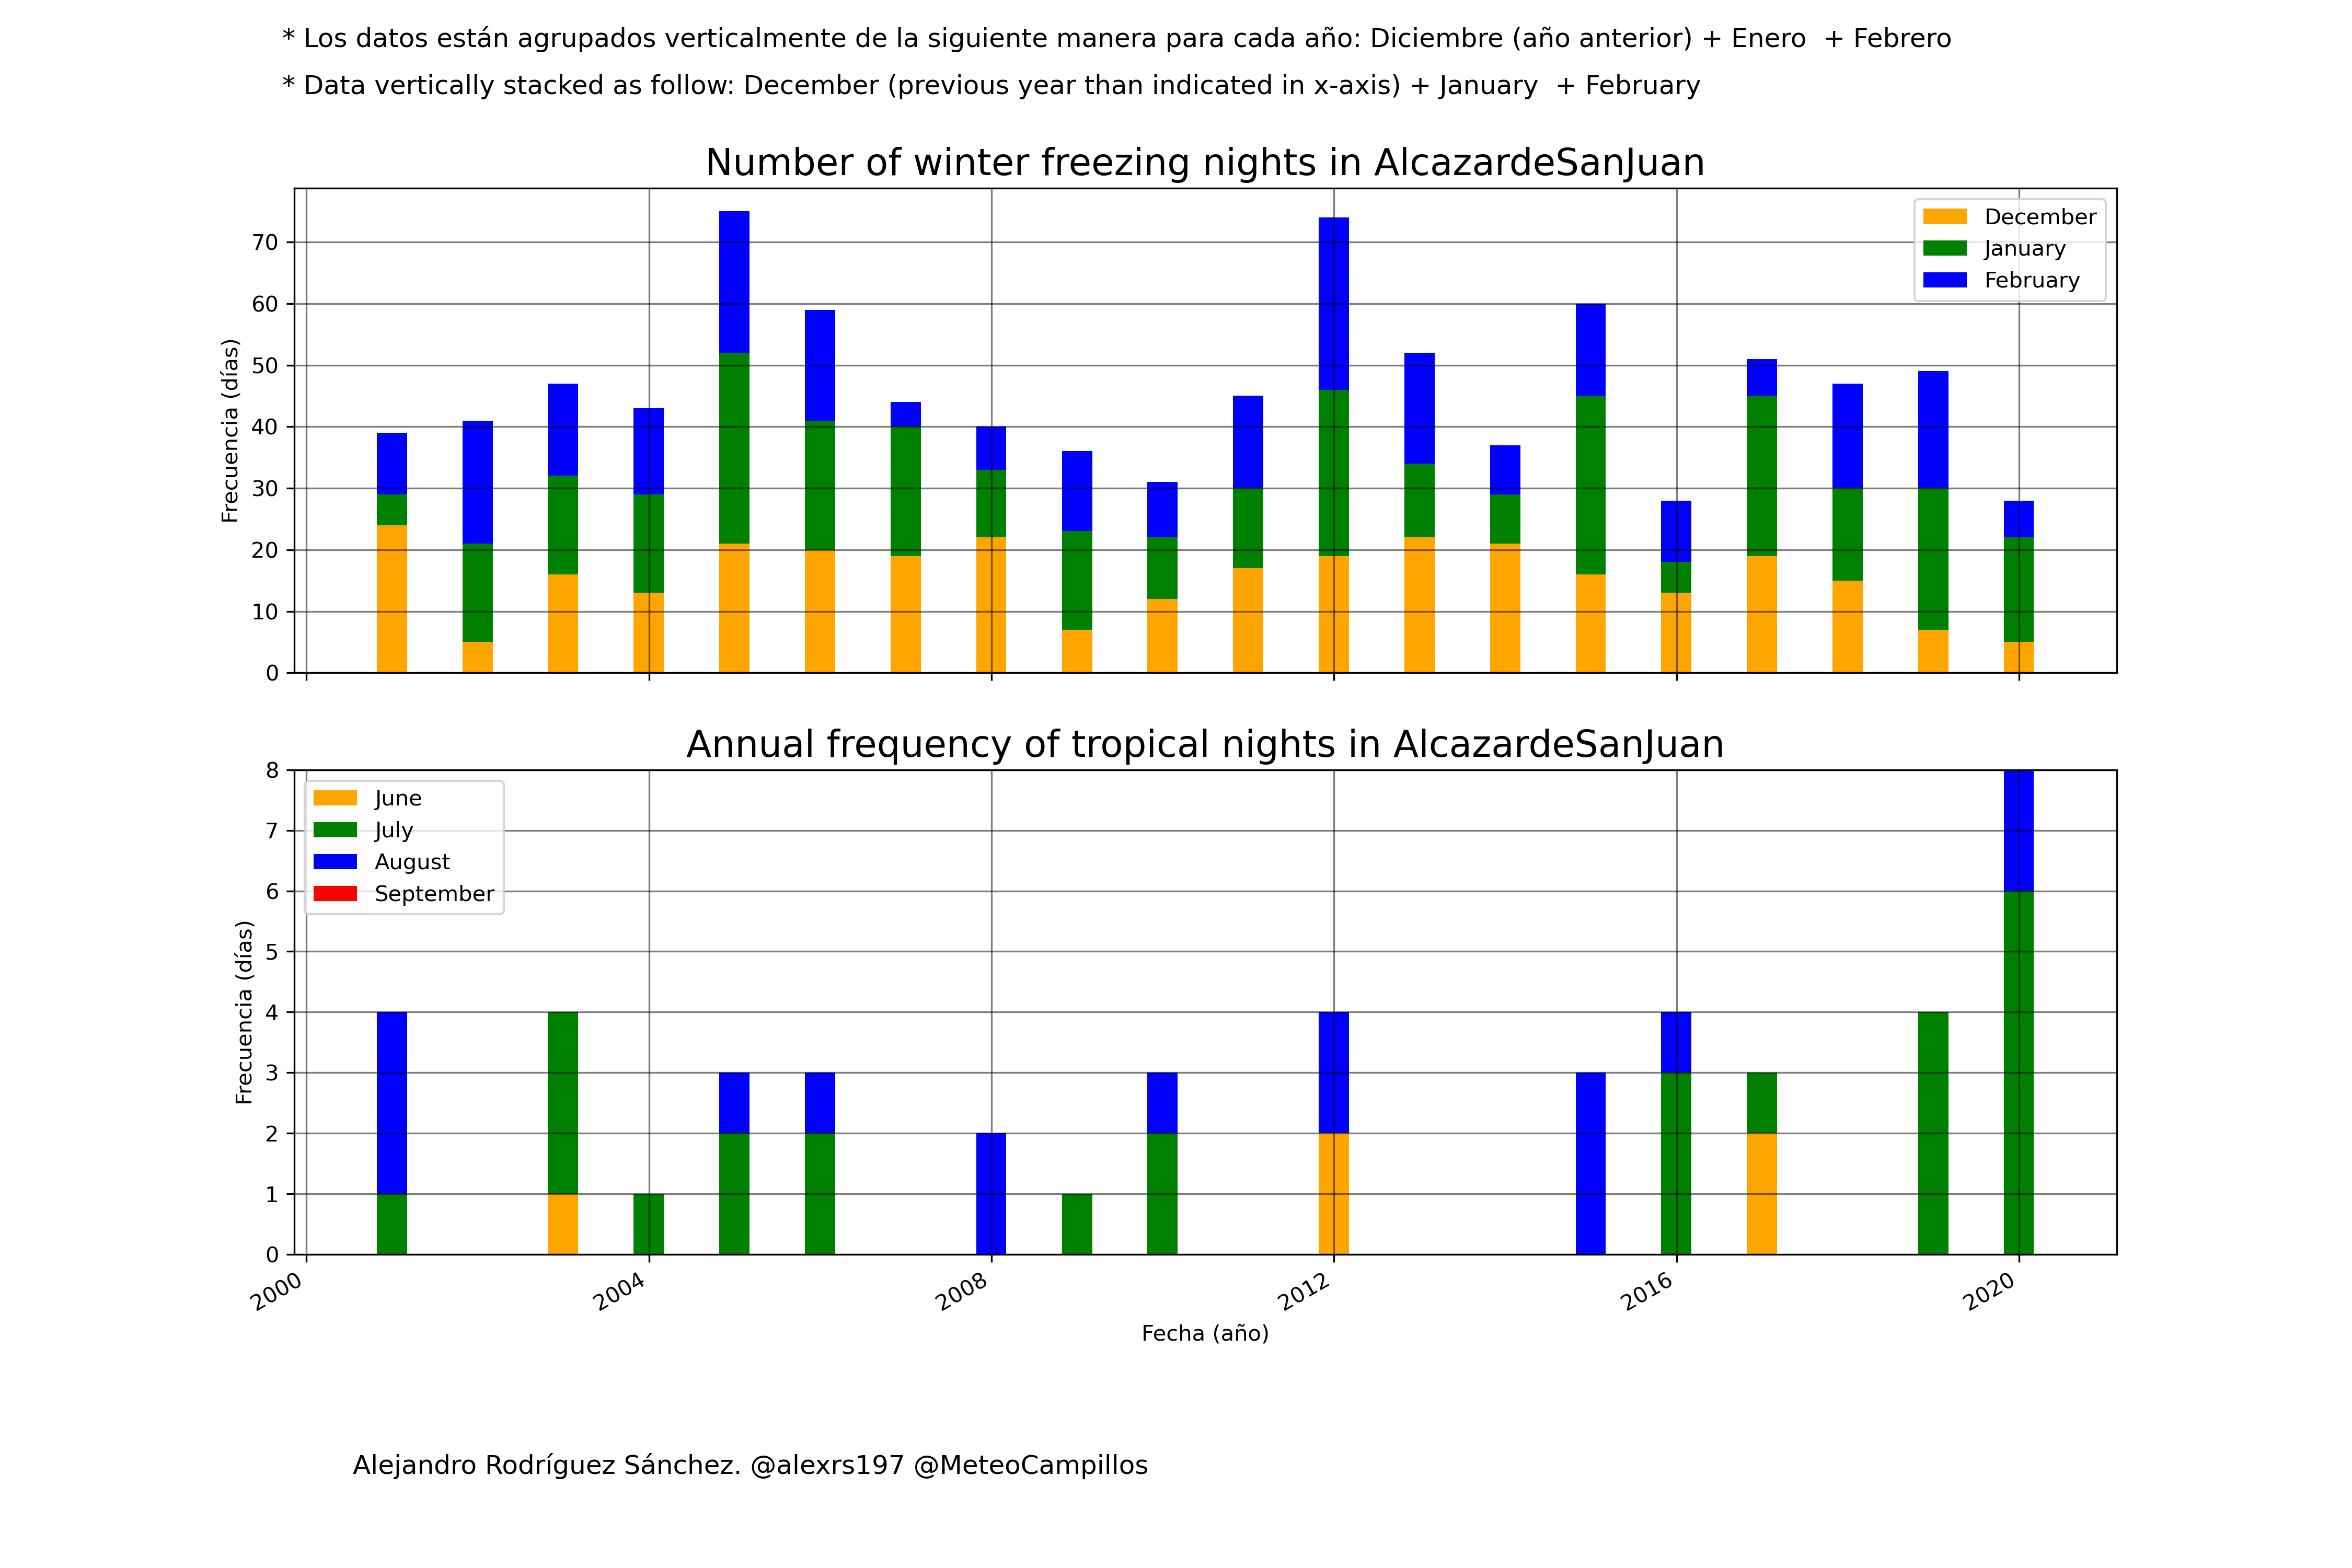 * Los datos están agrupados verticalmente de la siguiente manera para cada año: Diciembre (año anterior) + Enero  + Febrero
* Data vertically stacked as follow: December (previous year than indicated in x-axis) + January  + February
Number of winter freezing nights in AlcazardeSanJuan
Frecuencia (días)
70
60
50
40
30
20
10
0
December
January
February
Annual frequency of tropical nights in AlcazardeSanJuan
Frecuencia (días)
8
7
6
5
4
3
2
1
0
June
July
August
September
2000
2004
2008
2012
2016
2020
Fecha (año)
Alejandro Rodríguez Sánchez. @alexrs197 @MeteoCampillos